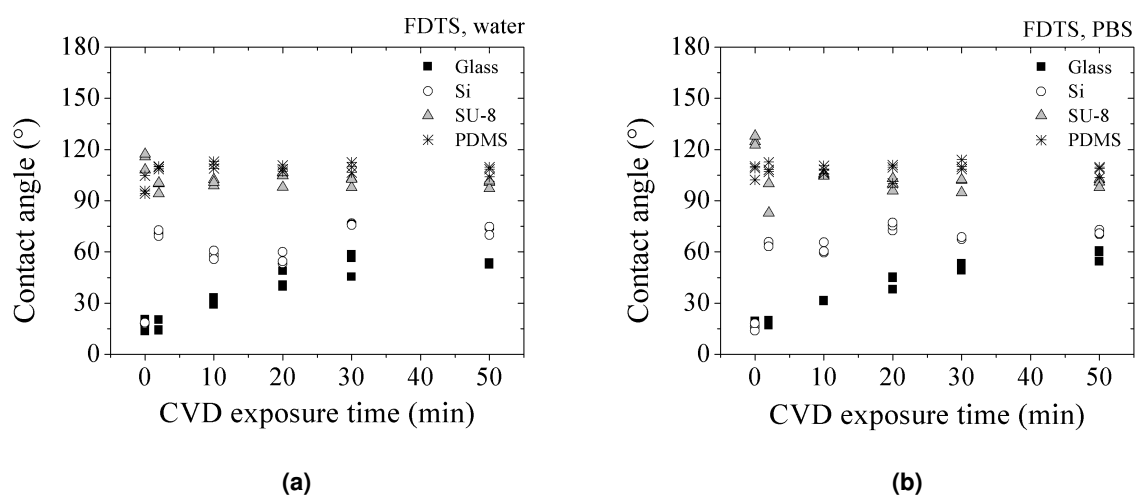 FDTS, water
180
150
120
90
60
30
0
Contact angle (°)
Glass
Si
SU-8
PDMS
0 10 20 30 50
CVD exposure time (min)
(a)
FDTS, PBS
180
150
120
90
60
30
0
Contact angle (°)
Glass
Si
SU-8
PDMS
0 10 20 30 50
CVD exposure time (min)
(b)